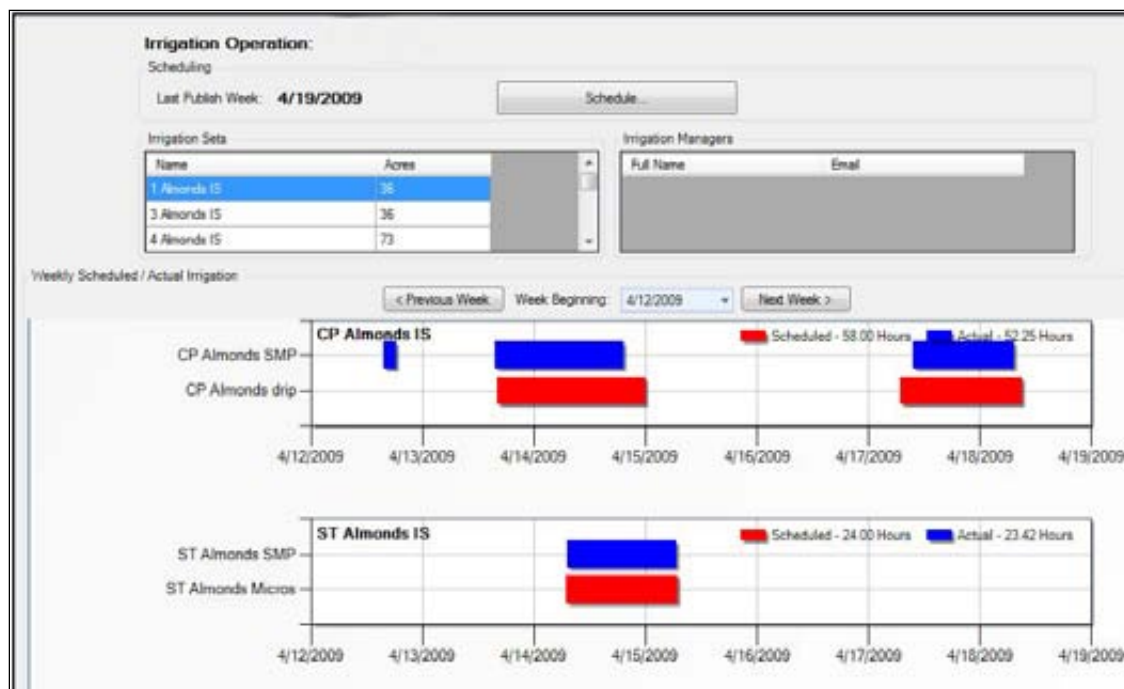 Irrigation Operation:
Scheduling
Last Publish Week: 4/19/2009 Schedule...
Irrigation Sets
Name Acres
1 Almonds IS 36
3 Almonds IS 36
4 Almonds IS 73
Irrigation Managers
Full Name Email
Weekly Scheduled / Actual Irrigation
< Previous Week Week Beginning: 4/12/2009 Next Week >
CP Almonds IS Scheduled - 58.00 Hours Actual - 52.25 Hours
CP Almonds SMP
CP Almonds drip
4/12/2009 4/13/2009 4/14/2009 4/15/2009 4/16/2009 4/17/2009 4/18/2009 4/19/2009
ST Almonds IS Scheduled - 24.00 Hours Actual - 23.42 Hours
ST Almonds SMP
ST Almonds Micros
4/12/2009 4/13/2009 4/14/2009 4/15/2009 4/16/2009 4/17/2009 4/18/2009 4/19/2009